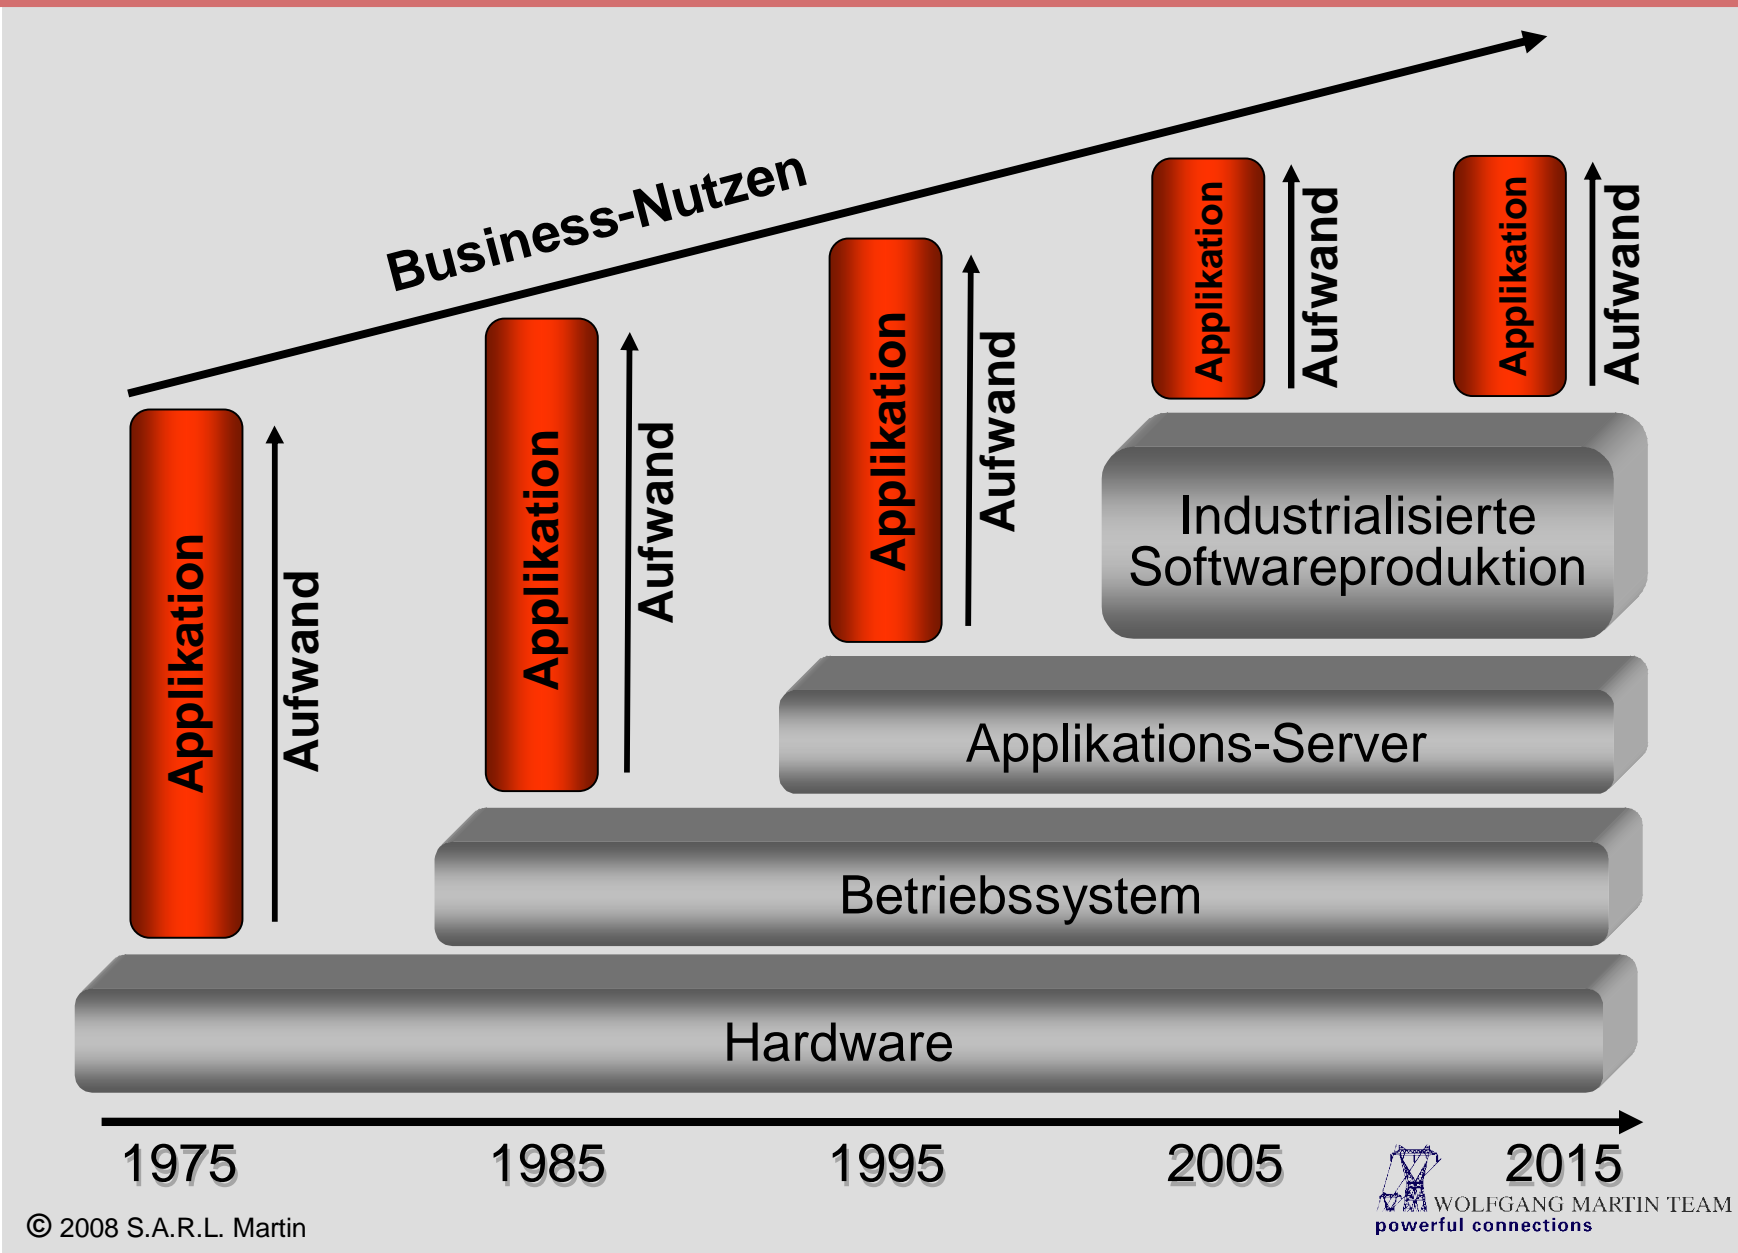 Business-Nutzen
Applikation
Aufwand
Applikation
Aufwand
Applikation
Aufwand
Applikation
Aufwand
Applikation
Aufwand
Industrialisierte
Softwareproduktion
Applikations-Server
Betriebssystem
Hardware
1975 1985 1995 2005 2015
© 2008 S.A.R.L. Martin
WOLFGANG MARTIN TEAM
powerful connections